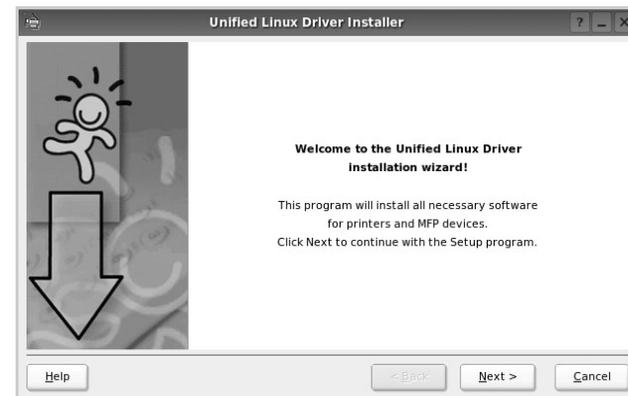 Unified Linux Driver Installer
?
Welcome to the Unified Linux Driver
installation wizard!
This program will install all necessary software
for printers and MFP devices.
Click Next to continue with the Setup program.
Help
< Back
Next >
Cancel